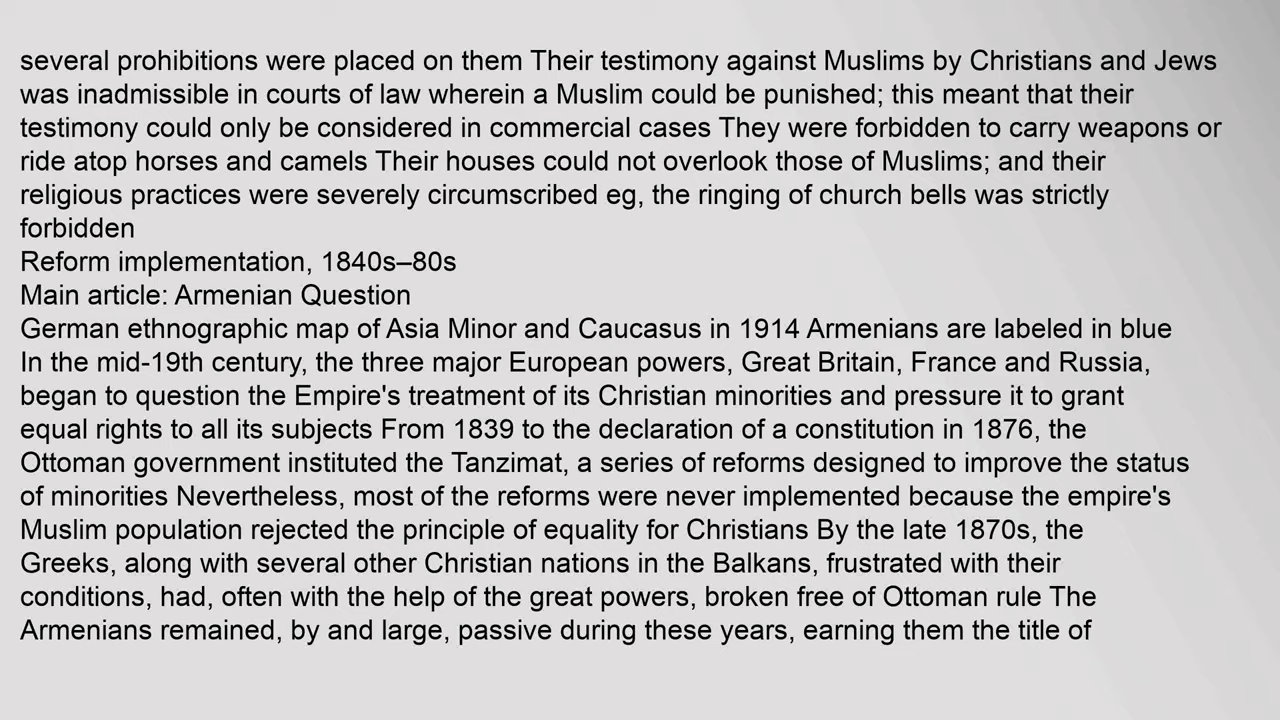 several prohibitions were placed on them Their testimony against Muslims by Christians and Jews
was inadmissible in courts of law wherein a Muslim could be punished; this meant that their
testimony could only be considered in commercial cases They were forbidden to carry weapons or
ride atop horses and camels Their houses could not overlook those of Muslims; and their
religious practices were severely circumscribed eg, the ringing of church bells was strictly
forbidden
Reform implementation, 1840s–80s
Main article: Armenian Question
German ethnographic map of Asia Minor and Caucasus in 1914 Armenians are labeled in blue
In the mid-19th century, the three major European powers, Great Britain, France and Russia,
began to question the Empire's treatment of its Christian minorities and pressure it to grant
equal rights to all its subjects From 1839 to the declaration of a constitution in 1876, the
Ottoman government instituted the Tanzimat, a series of reforms designed to improve the status
of minorities Nevertheless, most of the reforms were never implemented because the empire's
Muslim population rejected the principle of equality for Christians By the late 1870s, the
Greeks, along with several other Christian nations in the Balkans, frustrated with their
conditions, had, often with the help of the great powers, broken free of Ottoman rule The
Armenians remained, by and large, passive during these years, earning them the title of